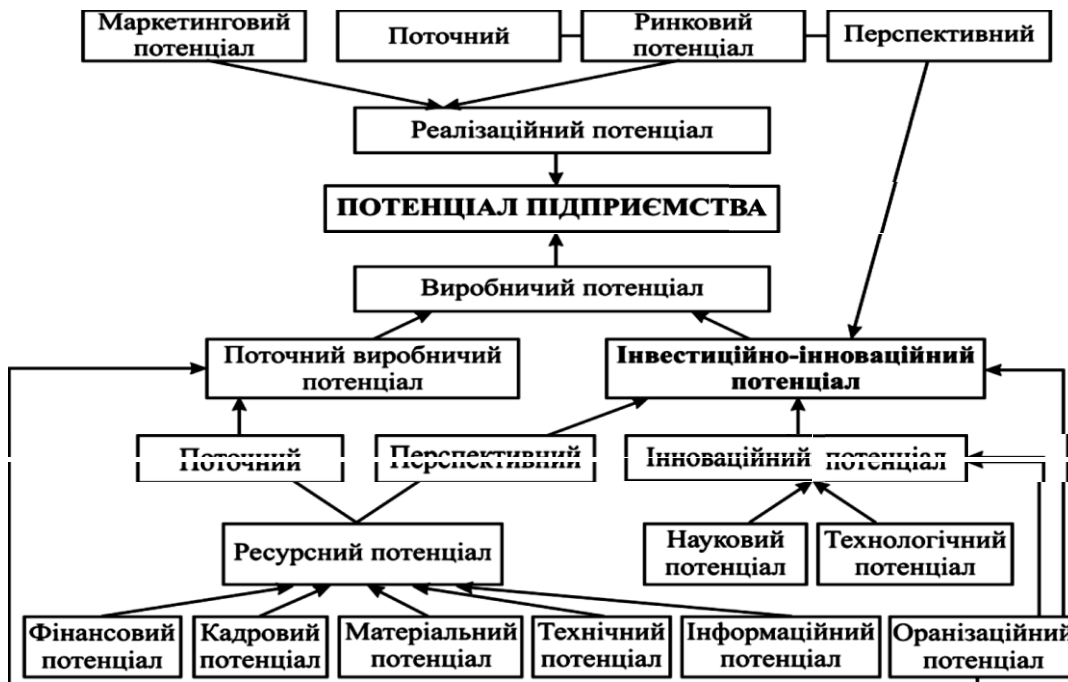 Маркетинговий
потенціал
Поточний
Ринковий
потенціал
Перспективний
Реалізаційний потенціал
ПОТЕНЦІАЛ ПІДПРИЄМСТВА
Виробничий потенціал
Поточний виробничий
потенціал
Інвестиційно-інноваційний
потенціал
Поточний
Перспективний
Інноваційний потенціал
Ресурсний потенціал
Науковий
потенціал
Технологічний
потенціал
Фінансовий
потенціал
Кадровий
потенціал
Матеріальний
потенціал
Технічний
потенціал
Інформаційний
потенціал
Оранізаційний
потенціал